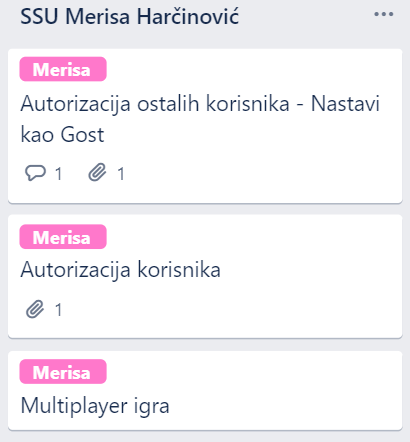 SSU Merisa Harčinović
Merisa
Autorizacija ostalih korisnika - Nastavi
kao Gost
1 1
Merisa
Autorizacija korisnika
1
Merisa
Multiplayer igra